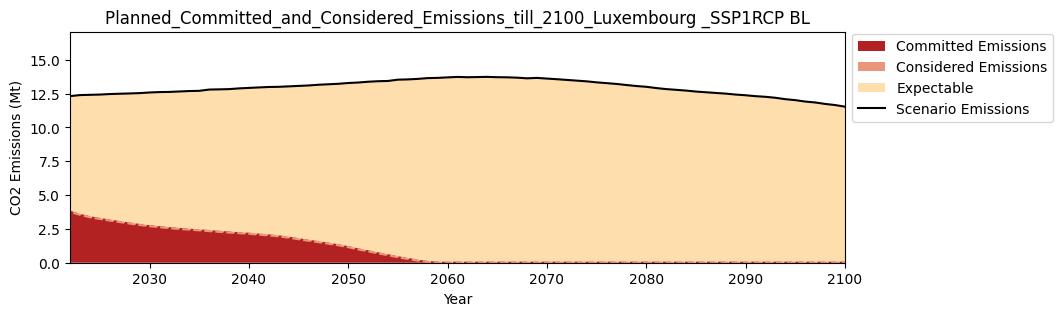 Planned_Committed_and_Considered_Emissions_till_2100_Luxembourg _SSP1RCP BL
CO2 Emissions (Mt)
15.0
12.5
10.0
7.5
5.0
2.5
0.0
2030 2040 2050 2060 2070 2080 2090 2100
Year
Committed Emissions
Considered Emissions
Expectable
Scenario Emissions